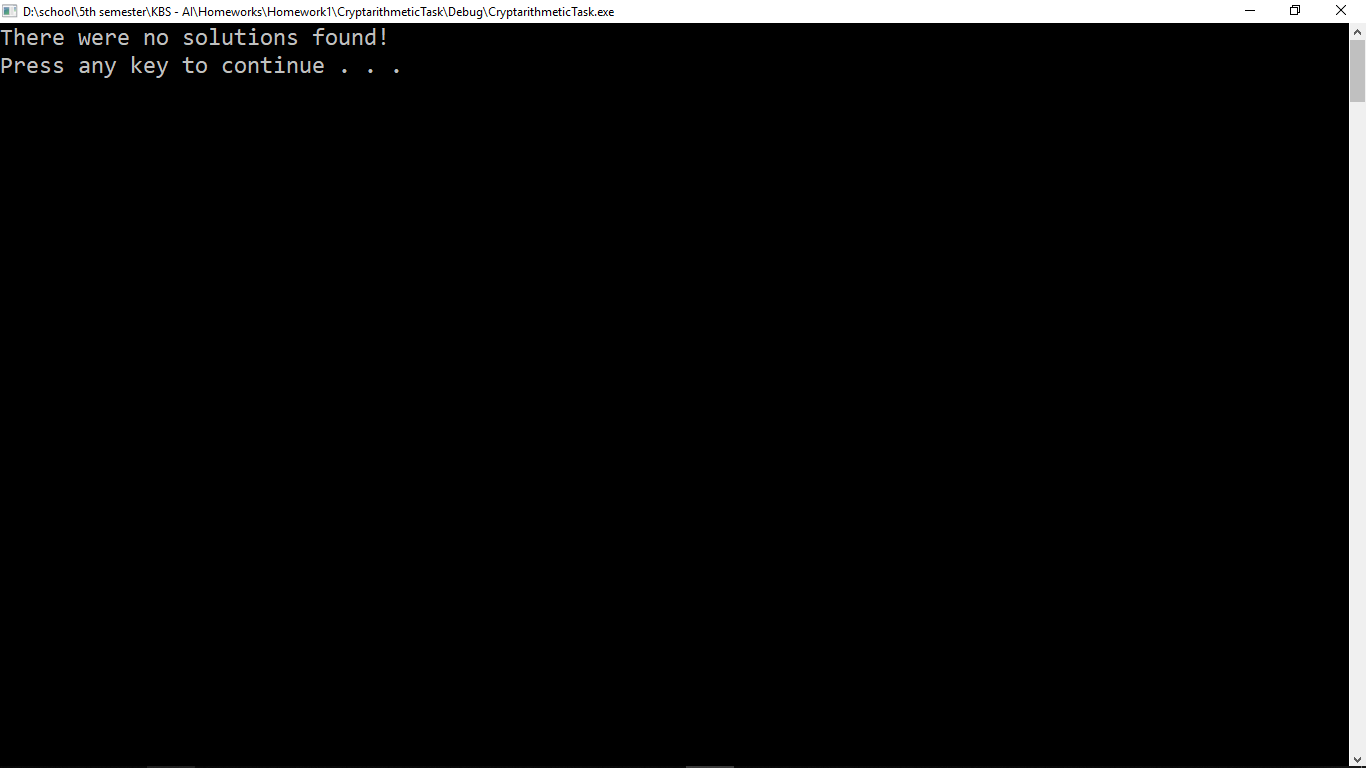 D:\school\5th semester\KBS - AI\Homeworks\Homework1\CryptarithmeticTask\Debug\CryptarithmeticTask.exe
There were no solutions found!
Press any key to continue . . .